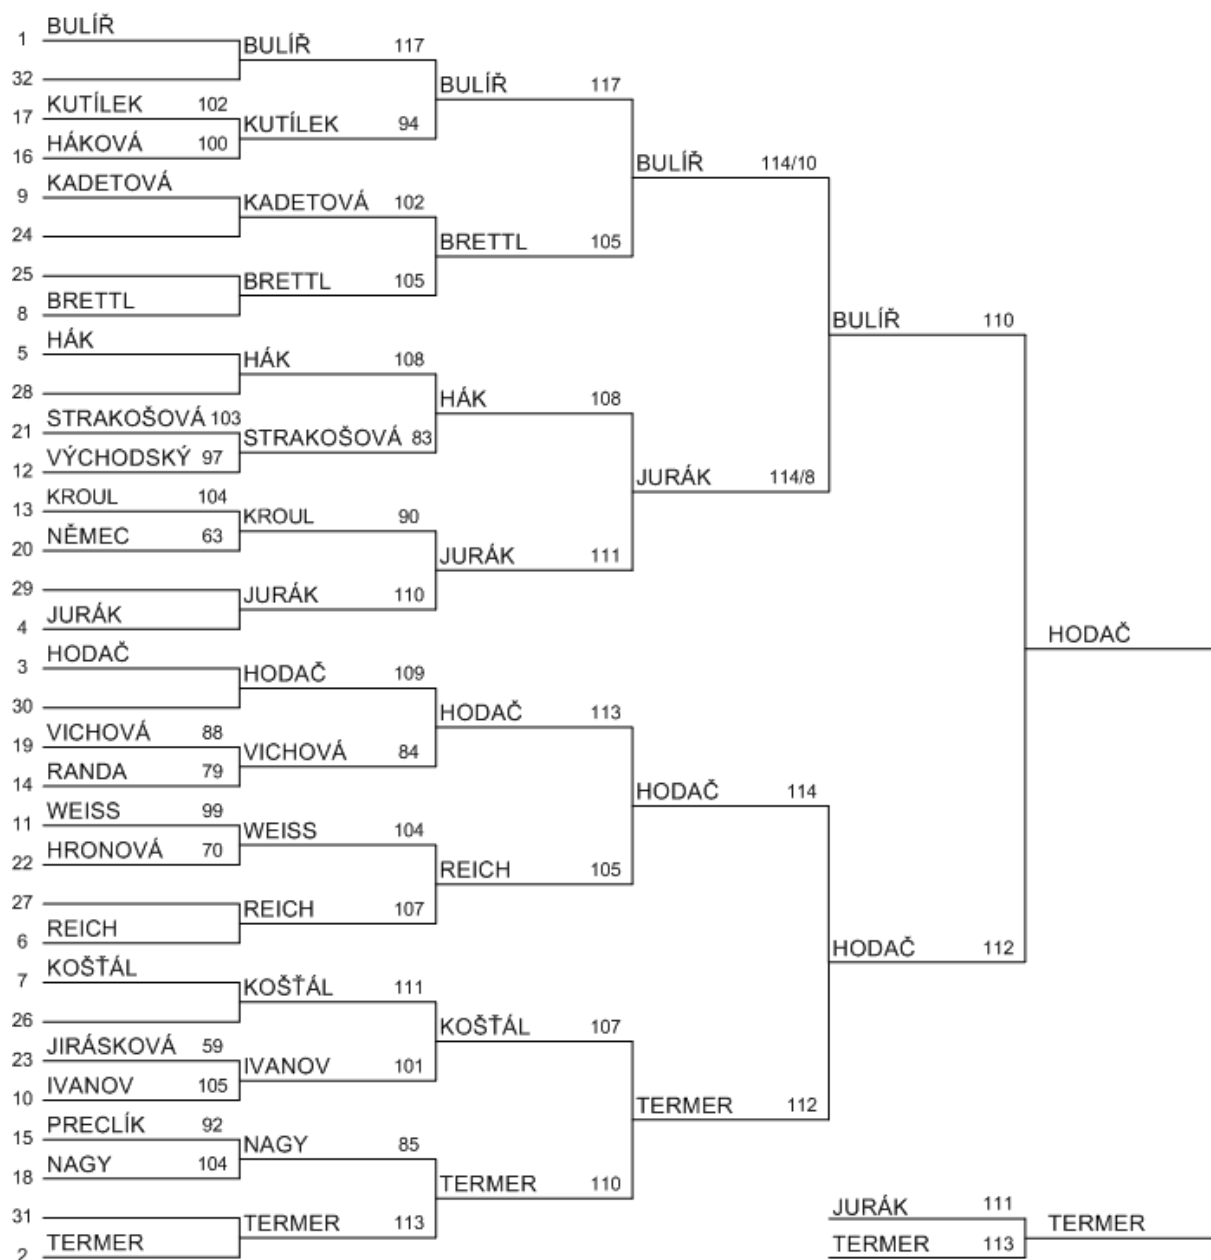 1 BULÍŘ
BULÍŘ 117
32
BULÍŘ 117
17 KUTÍLEK 102
KUTÍLEK 94
16 HÁKOVÁ 100
BULÍŘ 114/10
9 KADETOVÁ
KADETOVÁ 102
24
BRETTL 105
25
BRETTL 105
8 BRETTL
BULÍŘ 110
5 HÁK
HÁK 108
28
HÁK 108
21 STRAKOŠOVÁ 103
STRAKOŠOVÁ 83
12 VÝCHODSKÝ 97
JURÁK 114/8
13 KROUL 104
KROUL 90
20 NĚMEC 63
JURÁK 111
29
JURÁK 110
4 JURÁK
HODAČ
3 HODAČ
HODAČ 109
30
HODAČ 113
19 VICHOVÁ 88
VICHOVÁ 84
14 RANDA 79
HODAČ 114
11 WEISS 99
WEISS 104
22 HRONOVÁ 70
REICH 105
27
REICH 107
6 REICH
HODAČ 112
7 KOŠŤÁL
KOŠŤÁL 111
26
KOŠŤÁL 107
23 JIRÁSKOVÁ 59
IVANOV 101
10 IVANOV 105
TERMER 112
15 PRECLÍK 92
NAGY 85
18 NAGY 104
TERMER 110
31
TERMER 113
2 TERMER
JURÁK 111
TERMER
TERMER 113